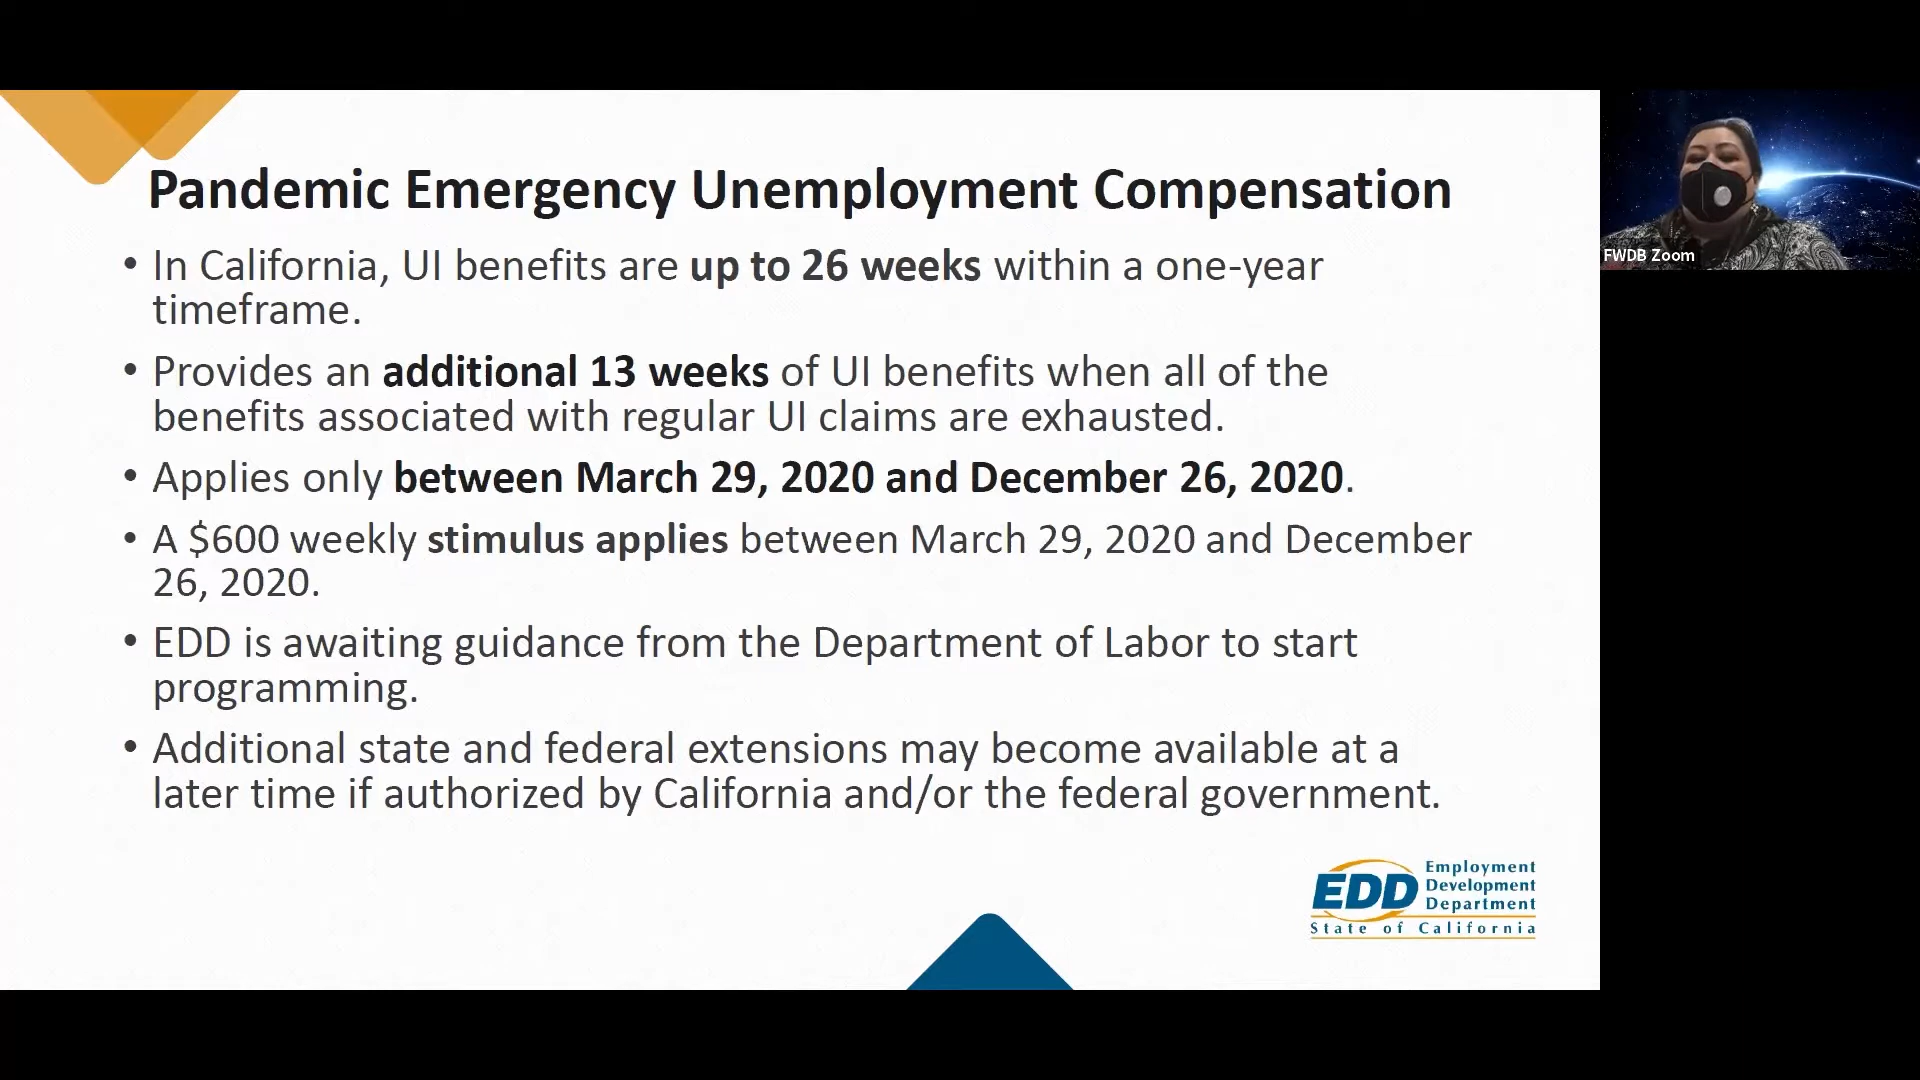 Pandemic Emergency Unemployment Compensation
• In California, UI benefits are up to 26 weeks within a one-year
timeframe.
• Provides an additional 13 weeks of UI benefits when all of the
benefits associated with regular UI claims are exhausted.
• Applies only between March 29, 2020 and December 26, 2020.
• A $600 weekly stimulus applies between March 29, 2020 and December
26, 2020.
• EDD is awaiting guidance from the Department of Labor to start
programming.
• Additional state and federal extensions may become available at a
later time if authorized by California and/or the federal government.
EDD
Employment
Development
Department
State of California
FWDB Zoom